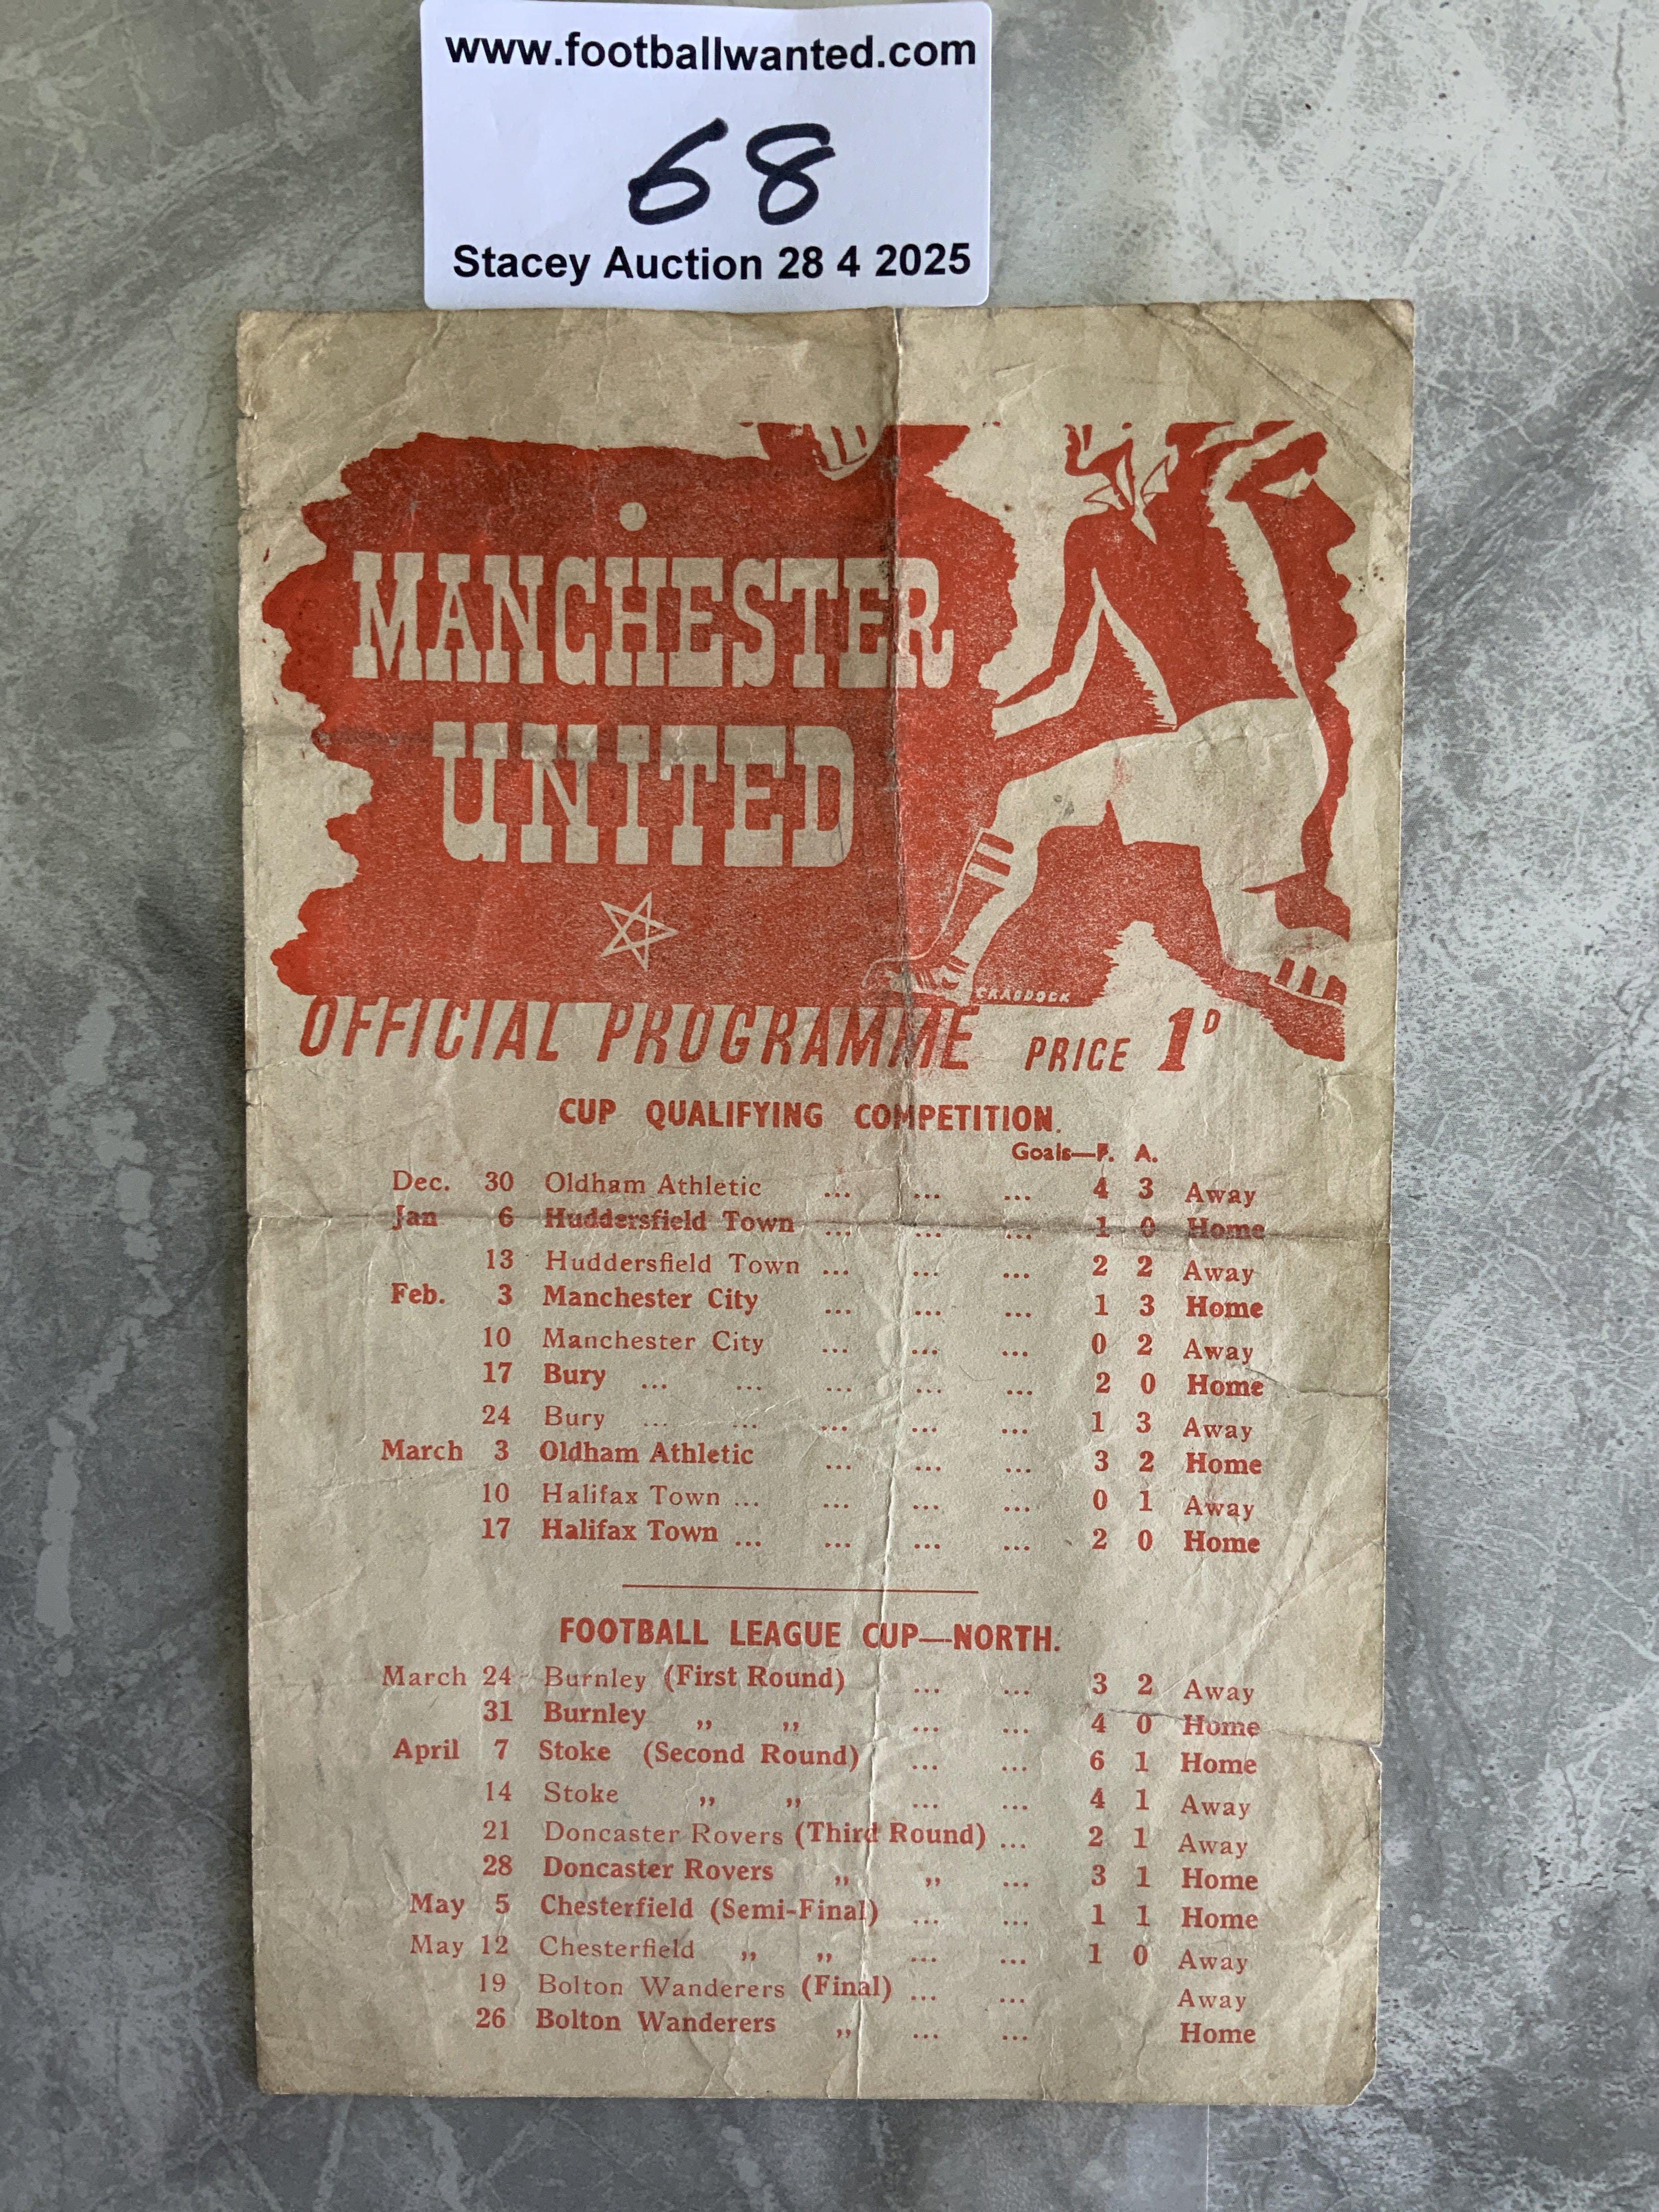 www.footballwanted.com
68
Stacey Auction 28 4 2025
MANCHESTER
UNITED
CRADDOCK
OFFICIAL PROGRAMME PRICE 1D
CUP QUALIFYING COMPETITION.
Goals—F. A.
Dec. 30 Oldham Athletic ... ... ... 4 3 Away
Jan 6 Huddersfield Town ... ... ... 1 0 Home
13 Huddersfield Town ... ... ... 2 2 Away
Feb. 3 Manchester City ... ... ... 1 3 Home
10 Manchester City ... ... ... 0 2 Away
17 Bury ... ... ... ... ... 2 0 Home
24 Bury ... ... ... ... ... 1 3 Away
March 3 Oldham Athletic ... ... ... 3 2 Home
10 Halifax Town ... ... ... ... 0 1 Away
17 Halifax Town ... ... ... ... 2 0 Home
FOOTBALL LEAGUE CUP—NORTH.
March 24 Burnley (First Round) ... ... 3 2 Away
31 Burnley ,, ,, ... ... 4 0 Home
April 7 Stoke (Second Round) ... ... 6 1 Home
14 Stoke ,, ,, ... ... 4 1 Away
21 Doncaster Rovers (Third Round) ... 2 1 Away
28 Doncaster Rovers ,, ,, ... 3 1 Home
May 5 Chesterfield (Semi-Final) ... ... 1 1 Home
May 12 Chesterfield ,, ,, ... ... 1 0 Away
19 Bolton Wanderers (Final) ... ... Away
26 Bolton Wanderers ,, ... ... Home